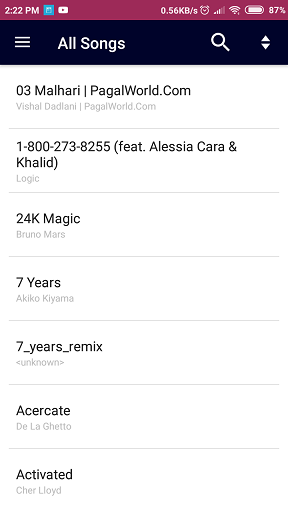 2:22 PM 0.56KB/s 87%
All Songs
03 Malhari | PagalWorld.Com
Vishal Dadlani | PagalWorld.Com
1-800-273-8255 (feat. Alessia Cara &
Khalid)
Logic
24K Magic
Bruno Mars
7 Years
Akiko Kiyama
7_years_remix
<unknown>
Acercate
De La Ghetto
Activated
Cher Lloyd